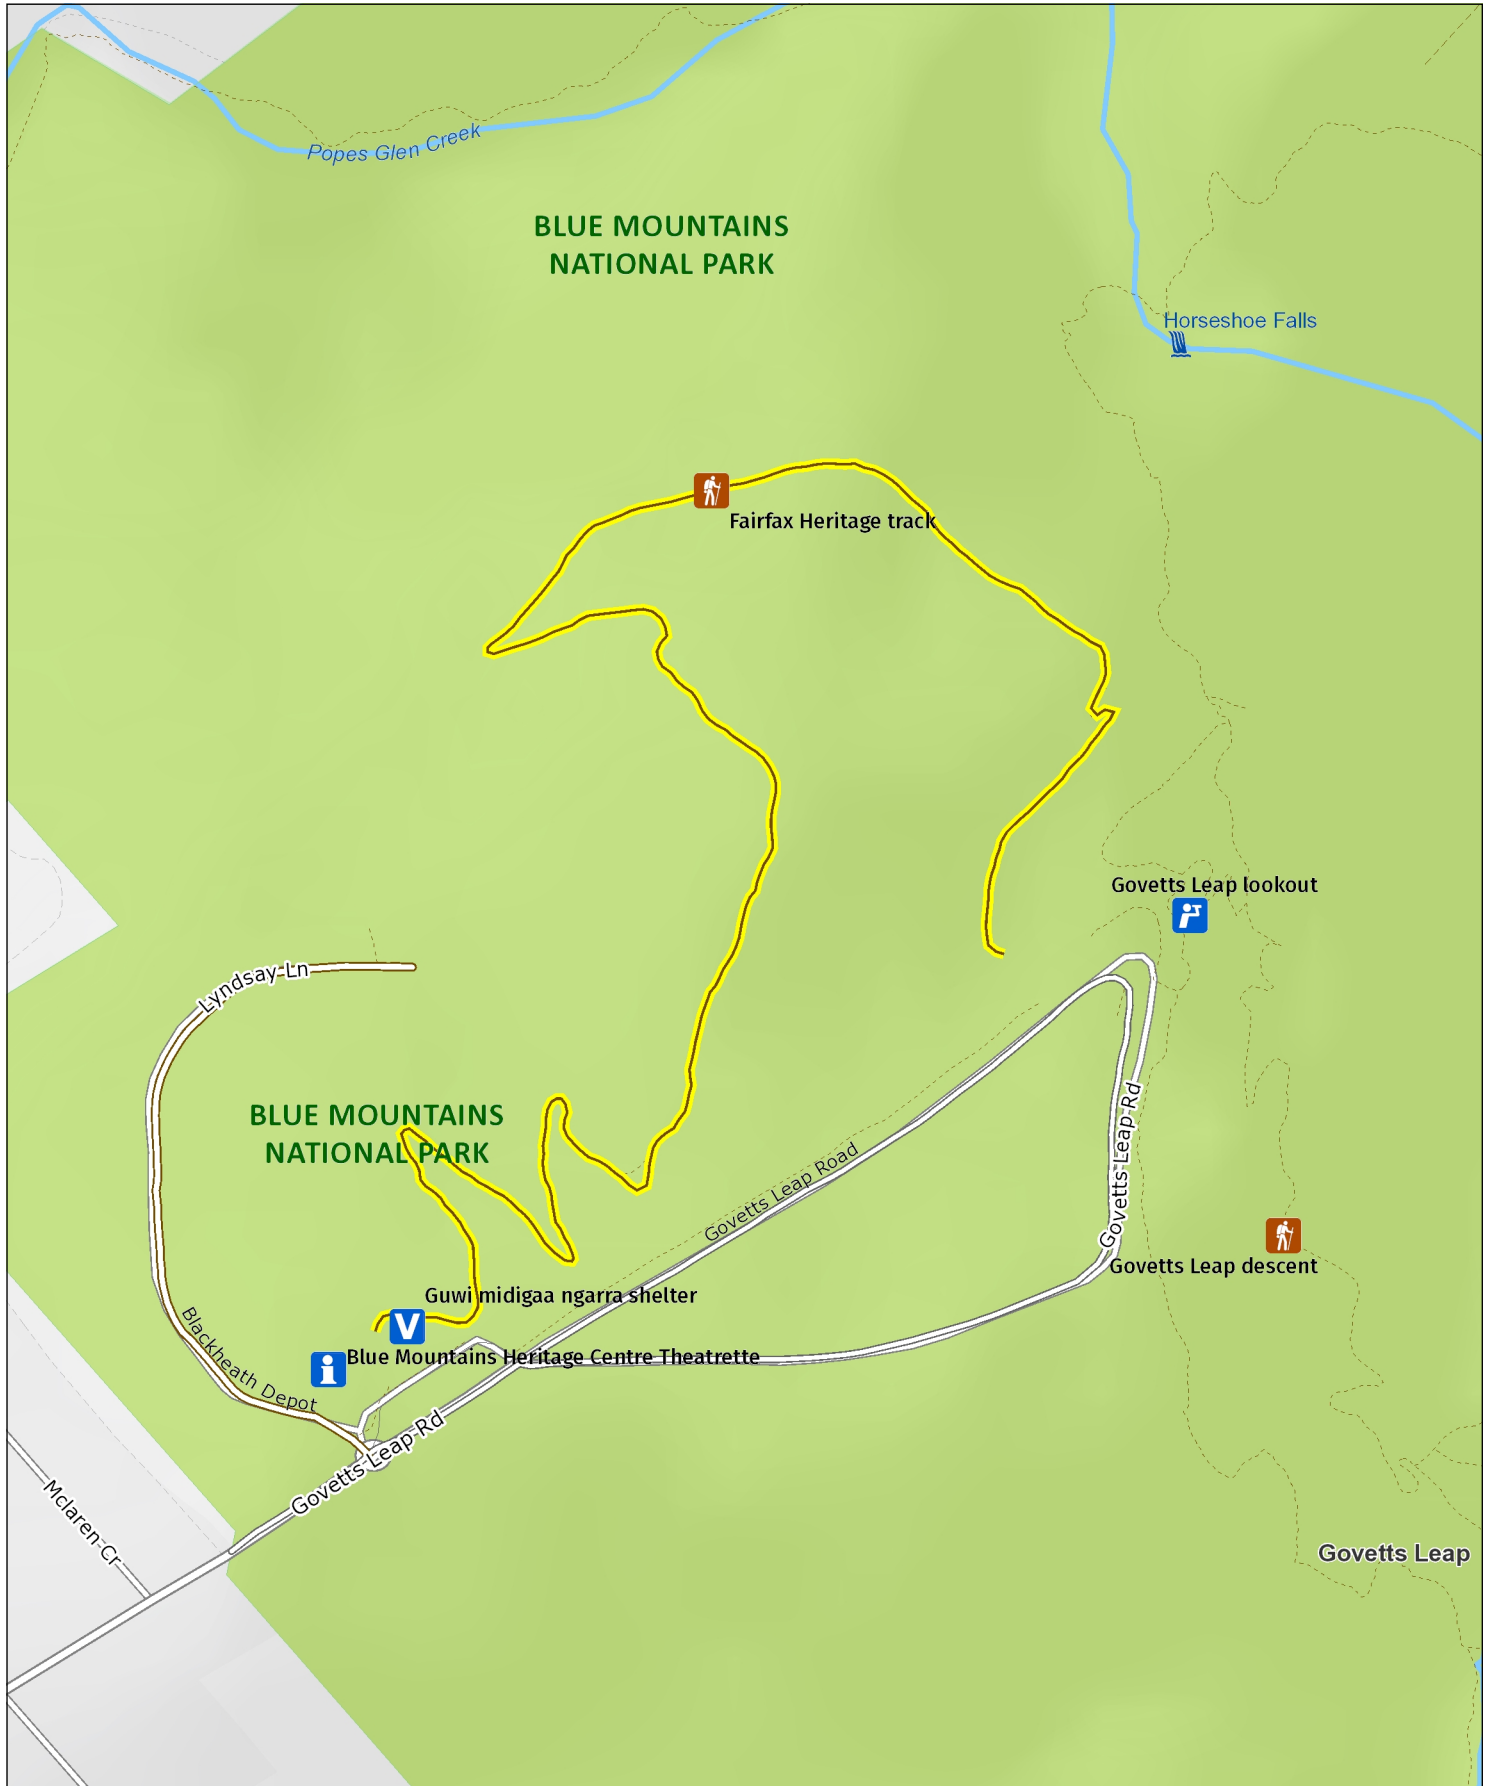 Popes Glen Creek
BLUE MOUNTAINS
NATIONAL PARK
Horseshoe Falls
Fairfax Heritage track
Govetts Leap lookout
Lyndsay Ln
BLUE MOUNTAINS
NATIONAL PARK
Govetts Leap Road
Govetts Leap Rd
Govetts Leap descent
Guwi midigaa ngarra shelter
V
i
Blue Mountains Heritage Centre Theatrette
Blackheath Depot
Govetts Leap Rd
Mclaren Cr
Govetts Leap